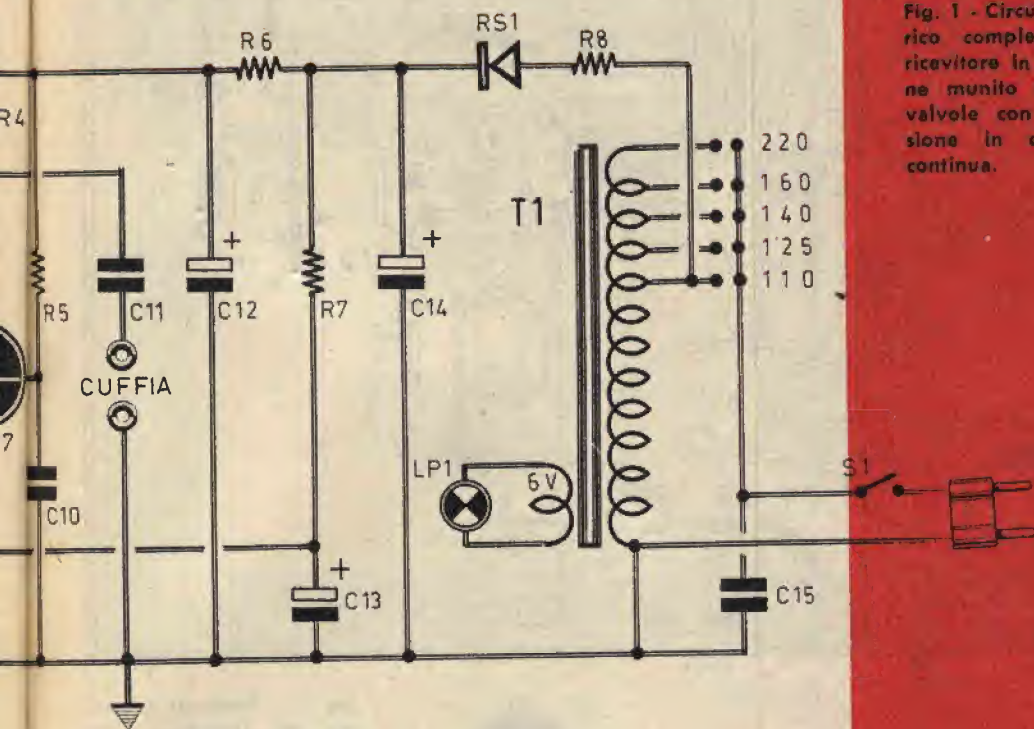 Fig. 1 - Circu
rico comple
ricevitore in
ne munito
valvole con
sione in c
continua.
RS1
R6
R8
R4
220
160
140
125
110
T1
+
+
R5
C11
C12
R7
C14
CUFFIA
7
LP1
6V
S1
C10
+
C13
C15